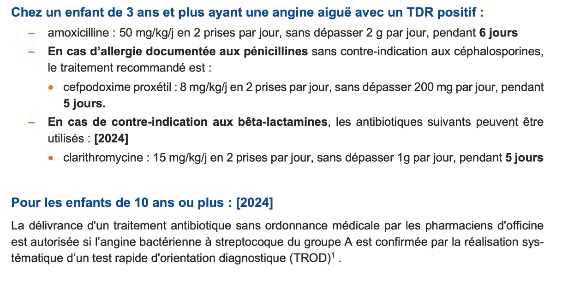 Chez un enfant de 3 ans et plus ayant une angine aiguë avec un TDR positif :
– amoxicilline : 50 mg/kg/j en 2 prises par jour, sans dépasser 2 g par jour, pendant 6 jours
– En cas d'allergie documentée aux pénicillines sans contre-indication aux céphalosporines,
le traitement recommandé est :
• cefpodoxime proxétil : 8 mg/kg/j en 2 prises par jour, sans dépasser 200 mg par jour, pendant
5 jours.
– En cas de contre-indication aux bêta-lactamines, les antibiotiques suivants peuvent être
utilisés : [2024]
• clarithromycine : 15 mg/kg/j en 2 prises par jour, sans dépasser 1g par jour, pendant 5 jours
Pour les enfants de 10 ans ou plus : [2024]
La délivrance d'un traitement antibiotique sans ordonnance médicale par les pharmaciens d'officine
est autorisée si l'angine bactérienne à streptocoque du groupe A est confirmée par la réalisation sys-
tématique d'un test rapide d'orientation diagnostique (TROD)¹ .